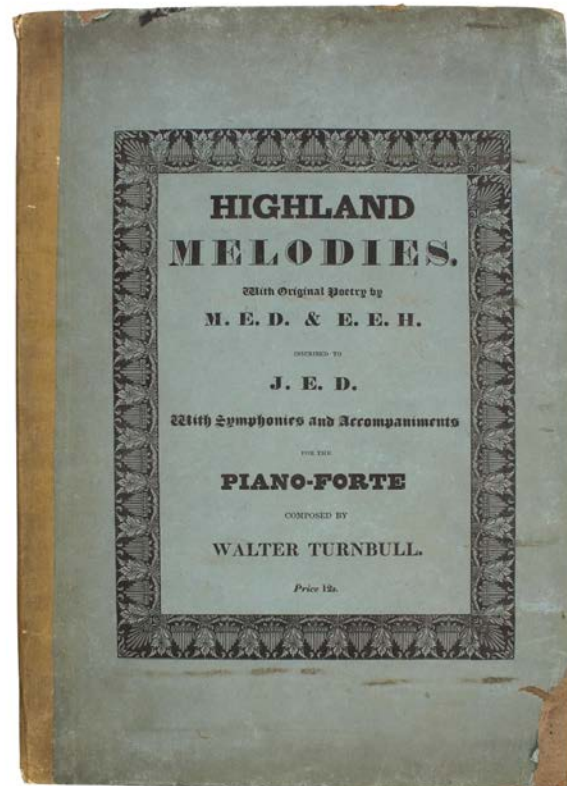 HIGHLAND
MELODIES.
With Original Poetry by
M. E. D. & E. E. H.
INSCRIBED TO
J. E. D.
With Symphonies and Accompaniments
FOR THE
PIANO-FORTE
COMPOSED BY
WALTER TURNBULL.
Price 12s.